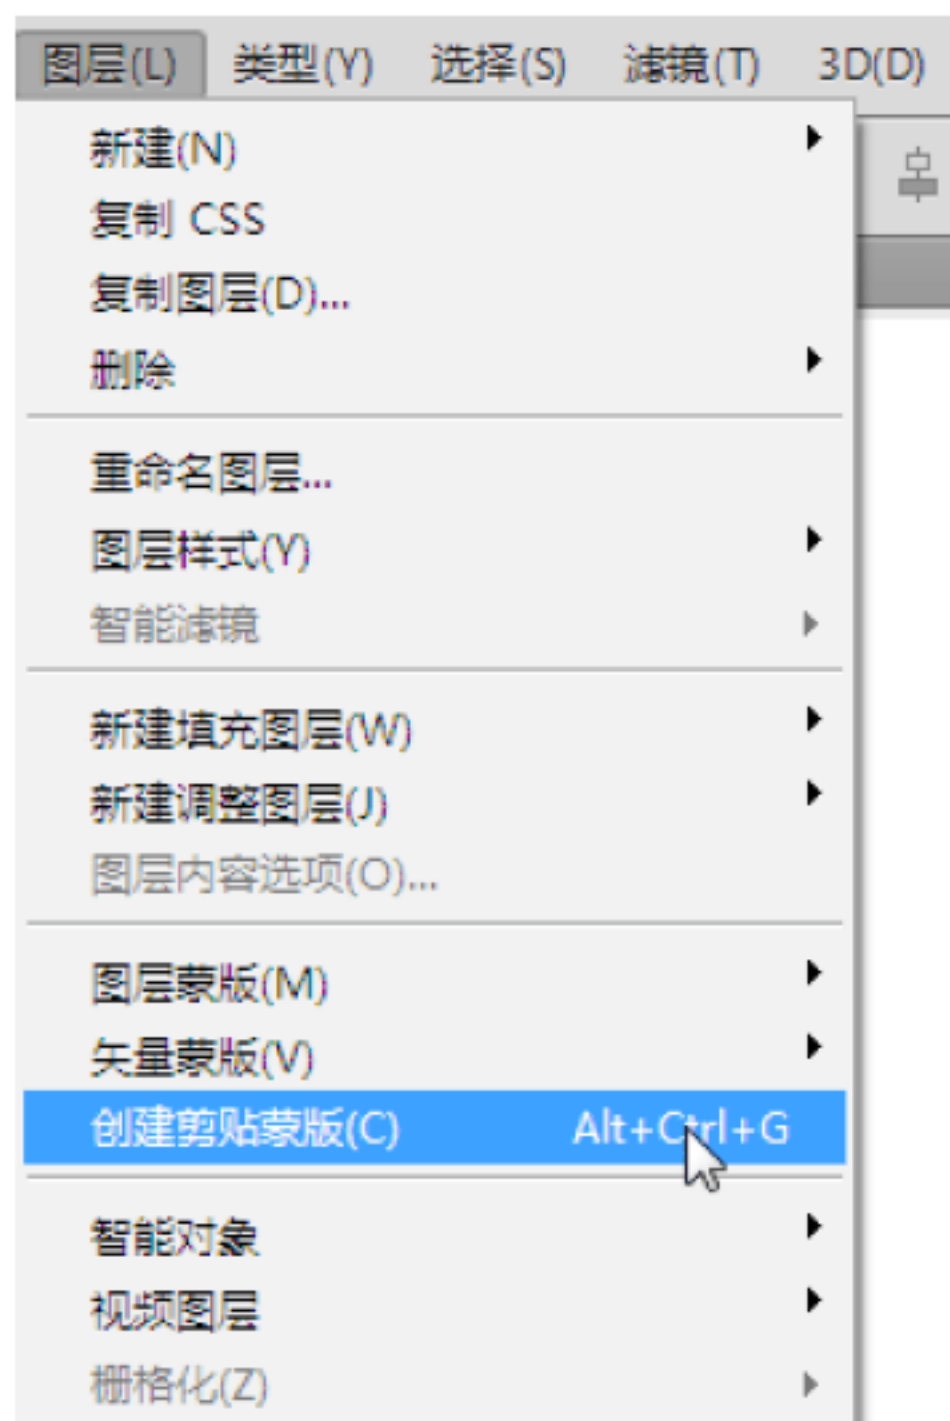 图层(L) 类型(Y) 选择(S) 滤镜(T) 3D(D)
新建(N)
复制 CSS
复制图层(D)...
删除
重命名图层...
图层样式(Y)
智能滤镜
新建填充图层(W)
新建调整图层(J)
图层内容选项(O)...
图层蒙版(M)
矢量蒙版(V)
创建剪贴蒙版(C) Alt+Ctrl+G
智能对象
视频图层
栅格化(Z)